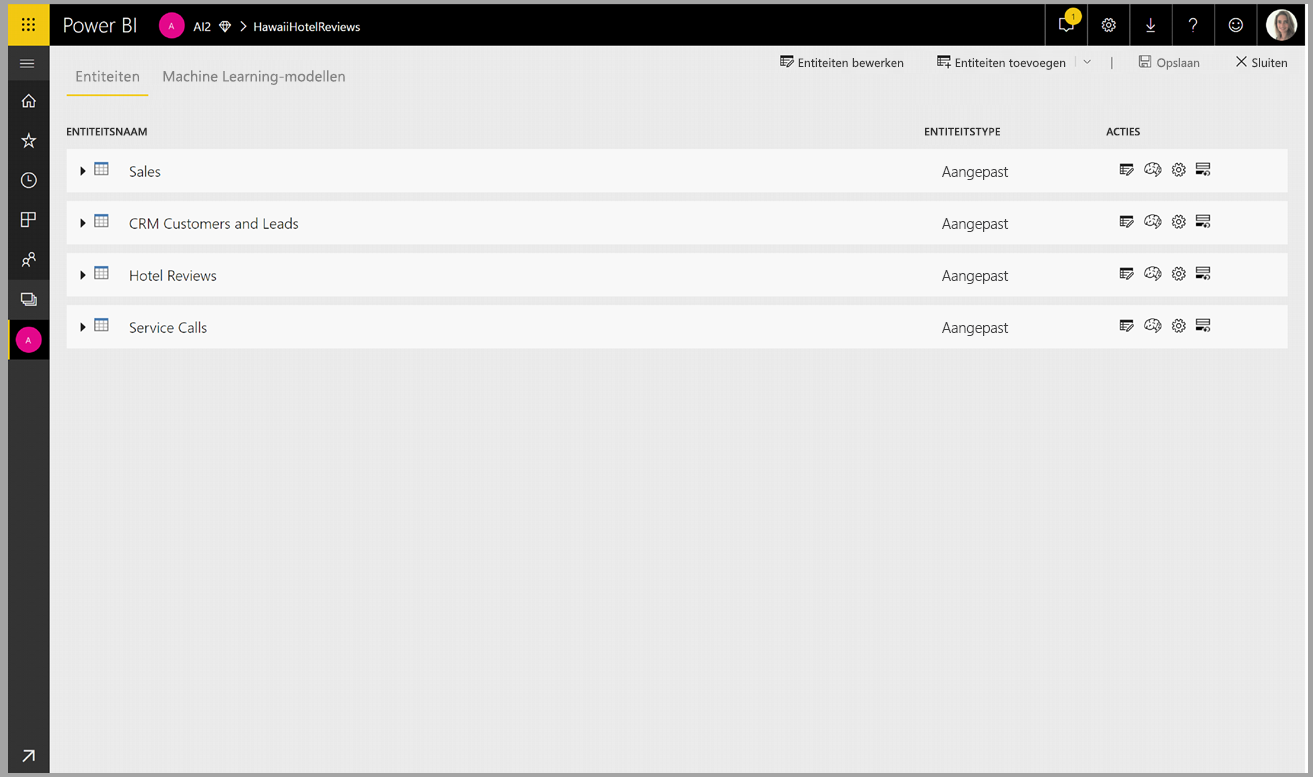 Power BI A AI2 HawaiiHotelReviews 1 ?
Entiteiten Machine Learning-modellen Entiteiten bewerken Entiteiten toevoegen | Opslaan Sluiten
ENTITEITSNAAM ENTITEITSTYPE ACTIES
Sales Aangepast
CRM Customers and Leads Aangepast
Hotel Reviews Aangepast
Service Calls Aangepast
A